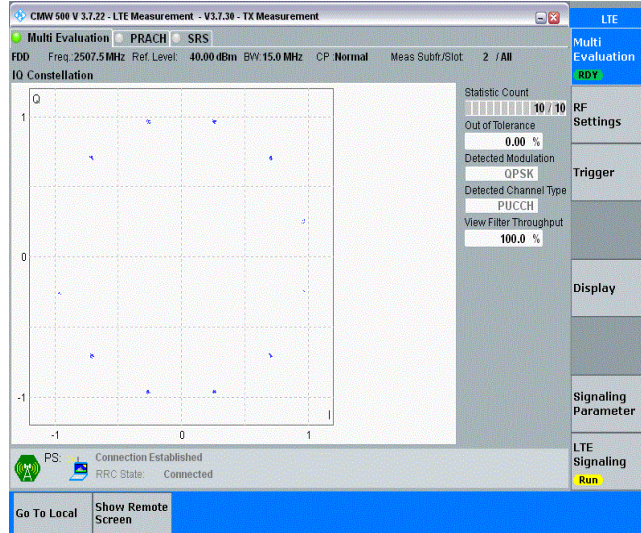 CMW 500 V 3.7.22 - LTE Measurement - V3.7.30 - TX Measurement
LTE
Multi Evaluation PRACH SRS
FDD Freq.:2507.5 MHz Ref. Level: 40.00 dBm BW:15.0 MHz CP :Normal Meas Subfr/Slot: 2 / All
IQ Constellation
Q
1
0
-1
-1 0 1
I
Statistic Count
10 / 10
Out of Tolerance
0.00 %
Detected Modulation
QPSK
Detected Channel Type
PUCCH
View Filter Throughput
100.0 %
Multi
Evaluation
RDY
RF
Settings
Trigger
Display
Signaling
Parameter
LTE
Signaling
Run
PS: Connection Established
RRC State: Connected
Go To Local
Show Remote
Screen